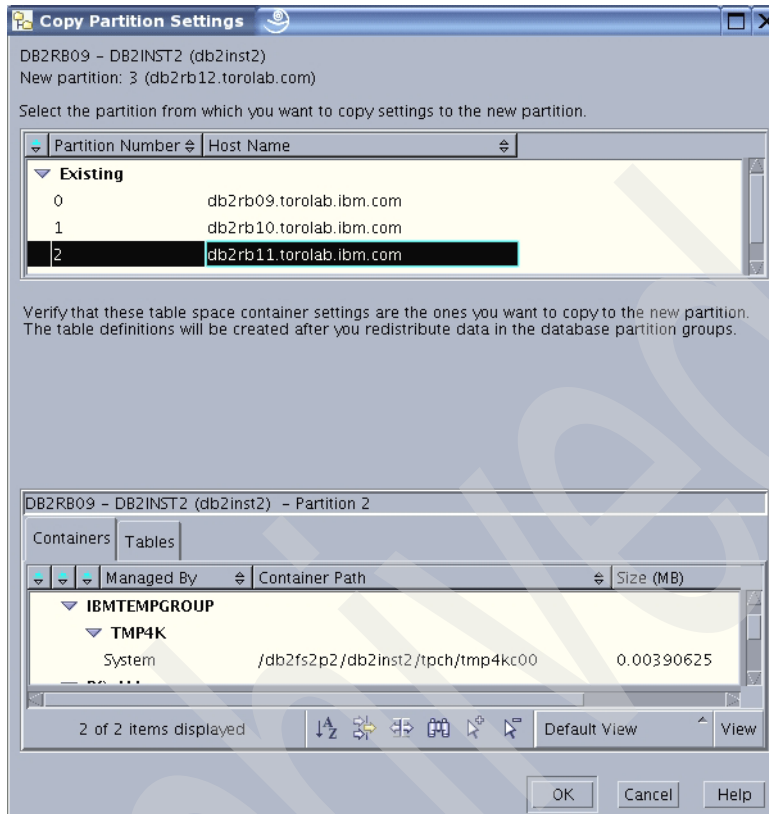 Copy Partition Settings
DB2RB09 – DB2INST2 (db2inst2)
New partition: 3 (db2rb12.torolab.com)
Select the partition from which you want to copy settings to the new partition.
Partition Number Host Name
Existing
0 db2rb09.torolab.ibm.com
1 db2rb10.torolab.ibm.com
2 db2rb11.torolab.ibm.com
Verify that these table space container settings are the ones you want to copy to the new partition.
The table definitions will be created after you redistribute data in the database partition groups.
DB2RB09 – DB2INST2 (db2inst2) – Partition 2
Containers Tables
Managed By Container Path Size (MB)
IBMTEMPGROUP
TMP4K
System /db2fs2p2/db2inst2/tpch/tmp4kc00 0.00390625
2 of 2 items displayed Default View View
OK Cancel Help